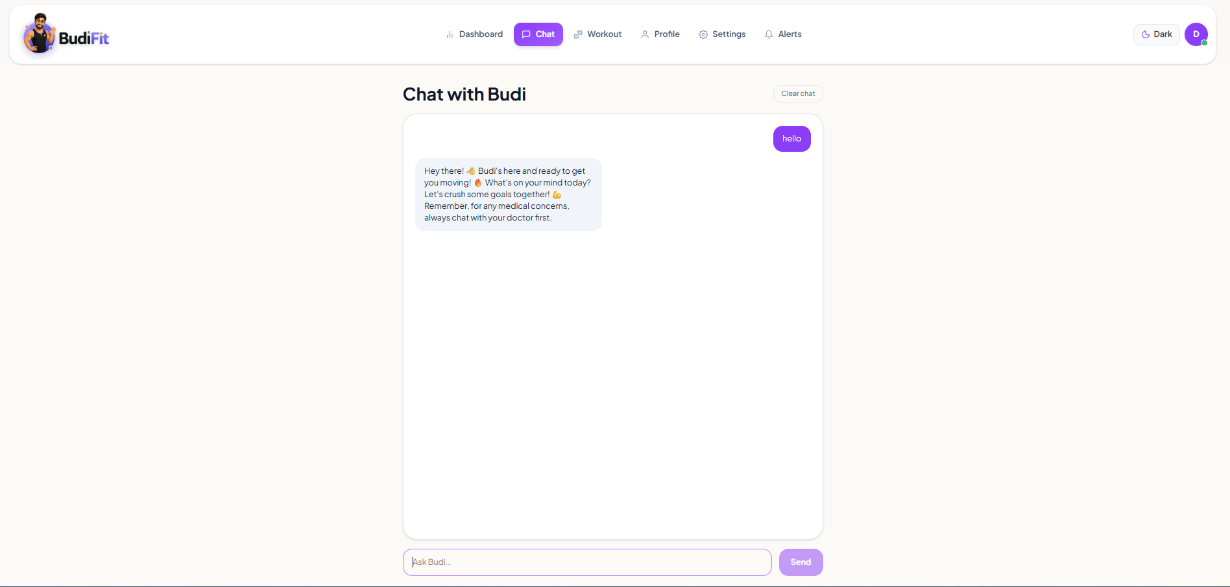 BudiFit
Dashboard
Chat
Workout
Profile
Settings
Alerts
Dark
D
Chat with Budi
Clear chat
hello
Hey there! 👋 Budi's here and ready to get
you moving! 🔥 What's on your mind today?
Let's crush some goals together! 💪
Remember, for any medical concerns,
always chat with your doctor first.
Ask Budi...
Send